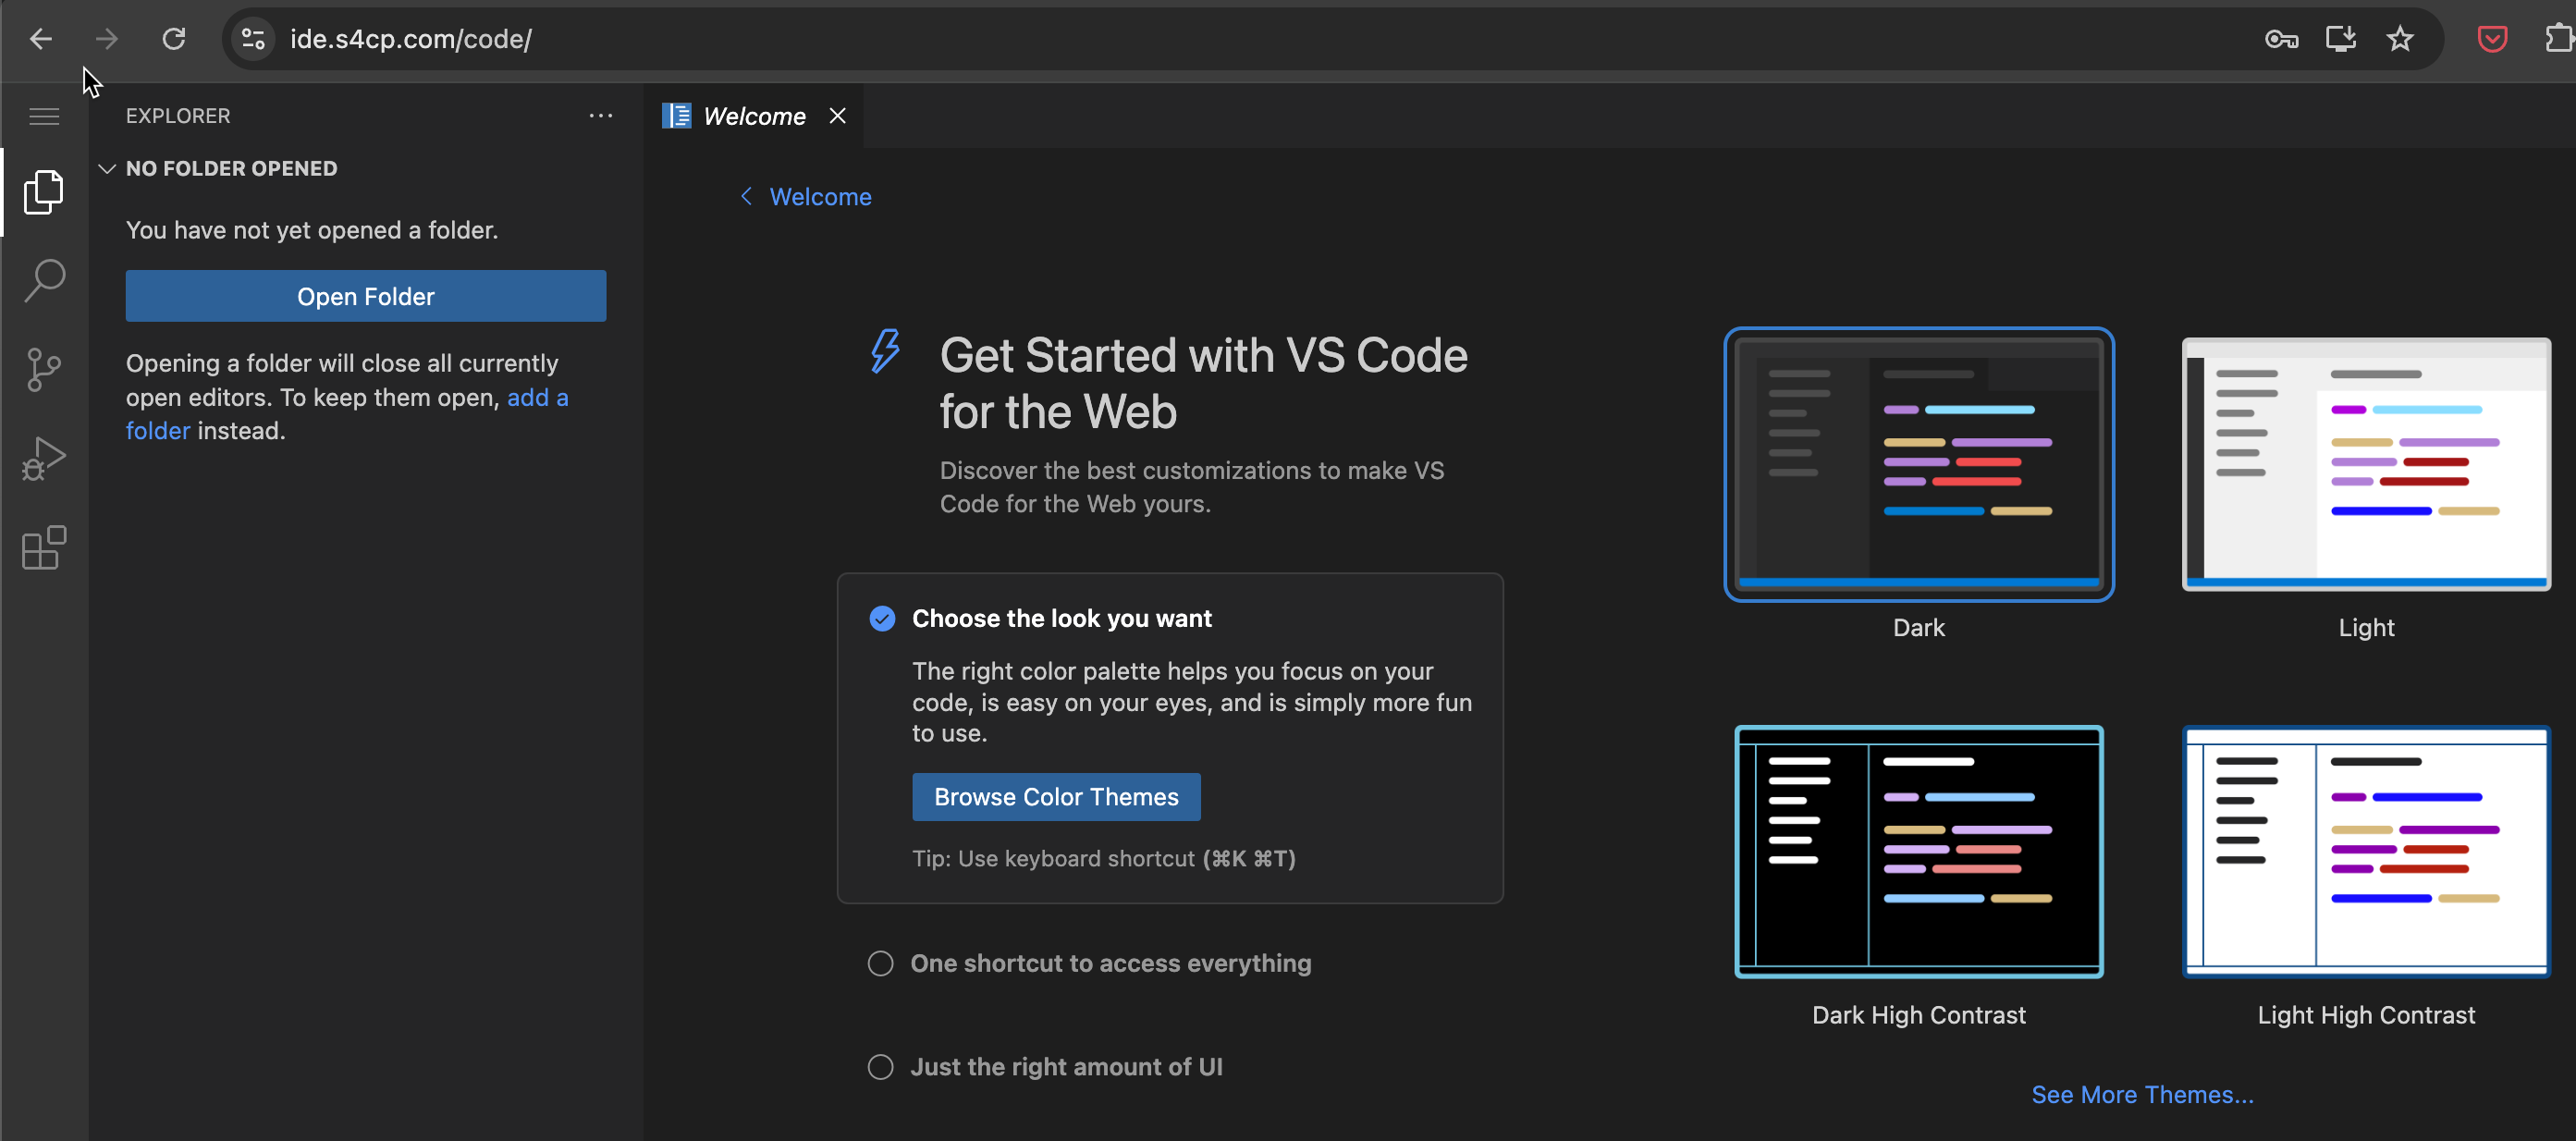 ide.s4cp.com/code/
EXPLORER
NO FOLDER OPENED
You have not yet opened a folder.
Open Folder
Opening a folder will close all currently
open editors. To keep them open, add a
folder instead.
Welcome
Welcome
Get Started with VS Code
for the Web
Discover the best customizations to make VS
Code for the Web yours.
Choose the look you want
The right color palette helps you focus on your
code, is easy on your eyes, and is simply more fun
to use.
Browse Color Themes
Tip: Use keyboard shortcut (⌘K ⌘T)
One shortcut to access everything
Just the right amount of UI
Dark
Light
Dark High Contrast
Light High Contrast
See More Themes...